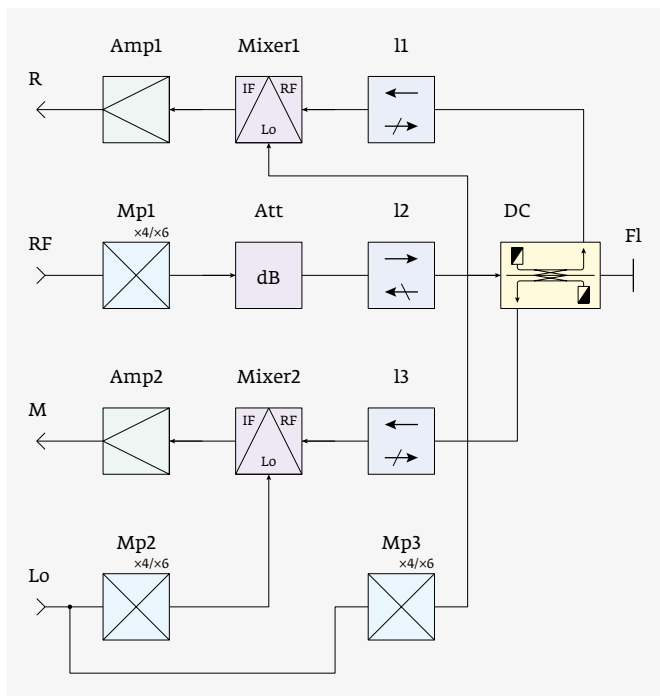 Amp1 Mixer1 l1
R
IF RF
Lo
Mp1 Att l2 DC
×4/×6
RF Fl
dB
Amp2 Mixer2 l3
M
IF RF
Lo
Mp2 Mp3
×4/×6 ×4/×6
Lo